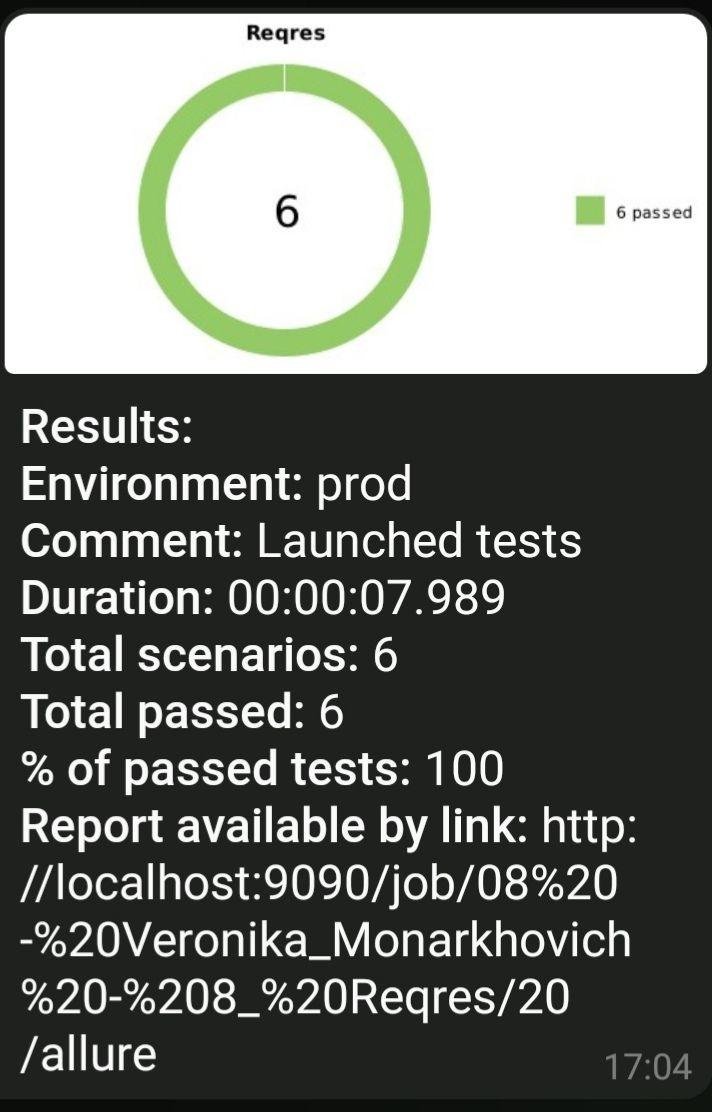 Reqres
6
6 passed
Results:
Environment: prod
Comment: Launched tests
Duration: 00:00:07.989
Total scenarios: 6
Total passed: 6
% of passed tests: 100
Report available by link: http:
//localhost:9090/job/08%20
-%20Veronika_Monarkhovich
%20-%208_%20Reqres/20
/allure
17:04